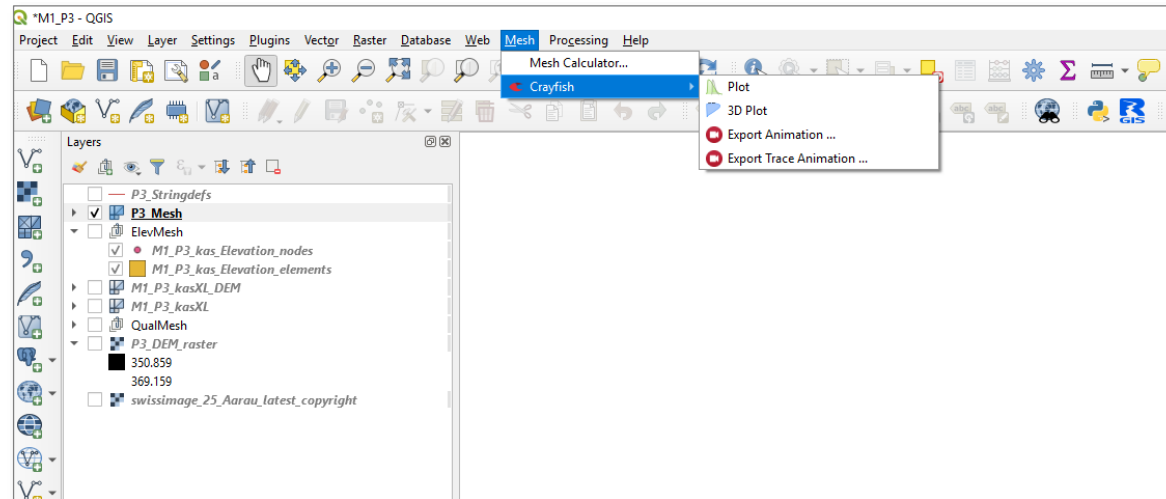 *M1_P3 - QGIS
Project Edit View Layer Settings Plugins Vector Raster Database Web Mesh Processing Help
Mesh Calculator...
Crayfish
Plot
3D Plot
Export Animation ...
Export Trace Animation ...
Layers
P3_Stringdefs
P3_Mesh
ElevMesh
M1_P3_kas_Elevation_nodes
M1_P3_kas_Elevation_elements
M1_P3_kasXL_DEM
M1_P3_kasXL
QualMesh
P3_DEM_raster
350.859
369.159
swissimage_25_Aarau_latest_copyright